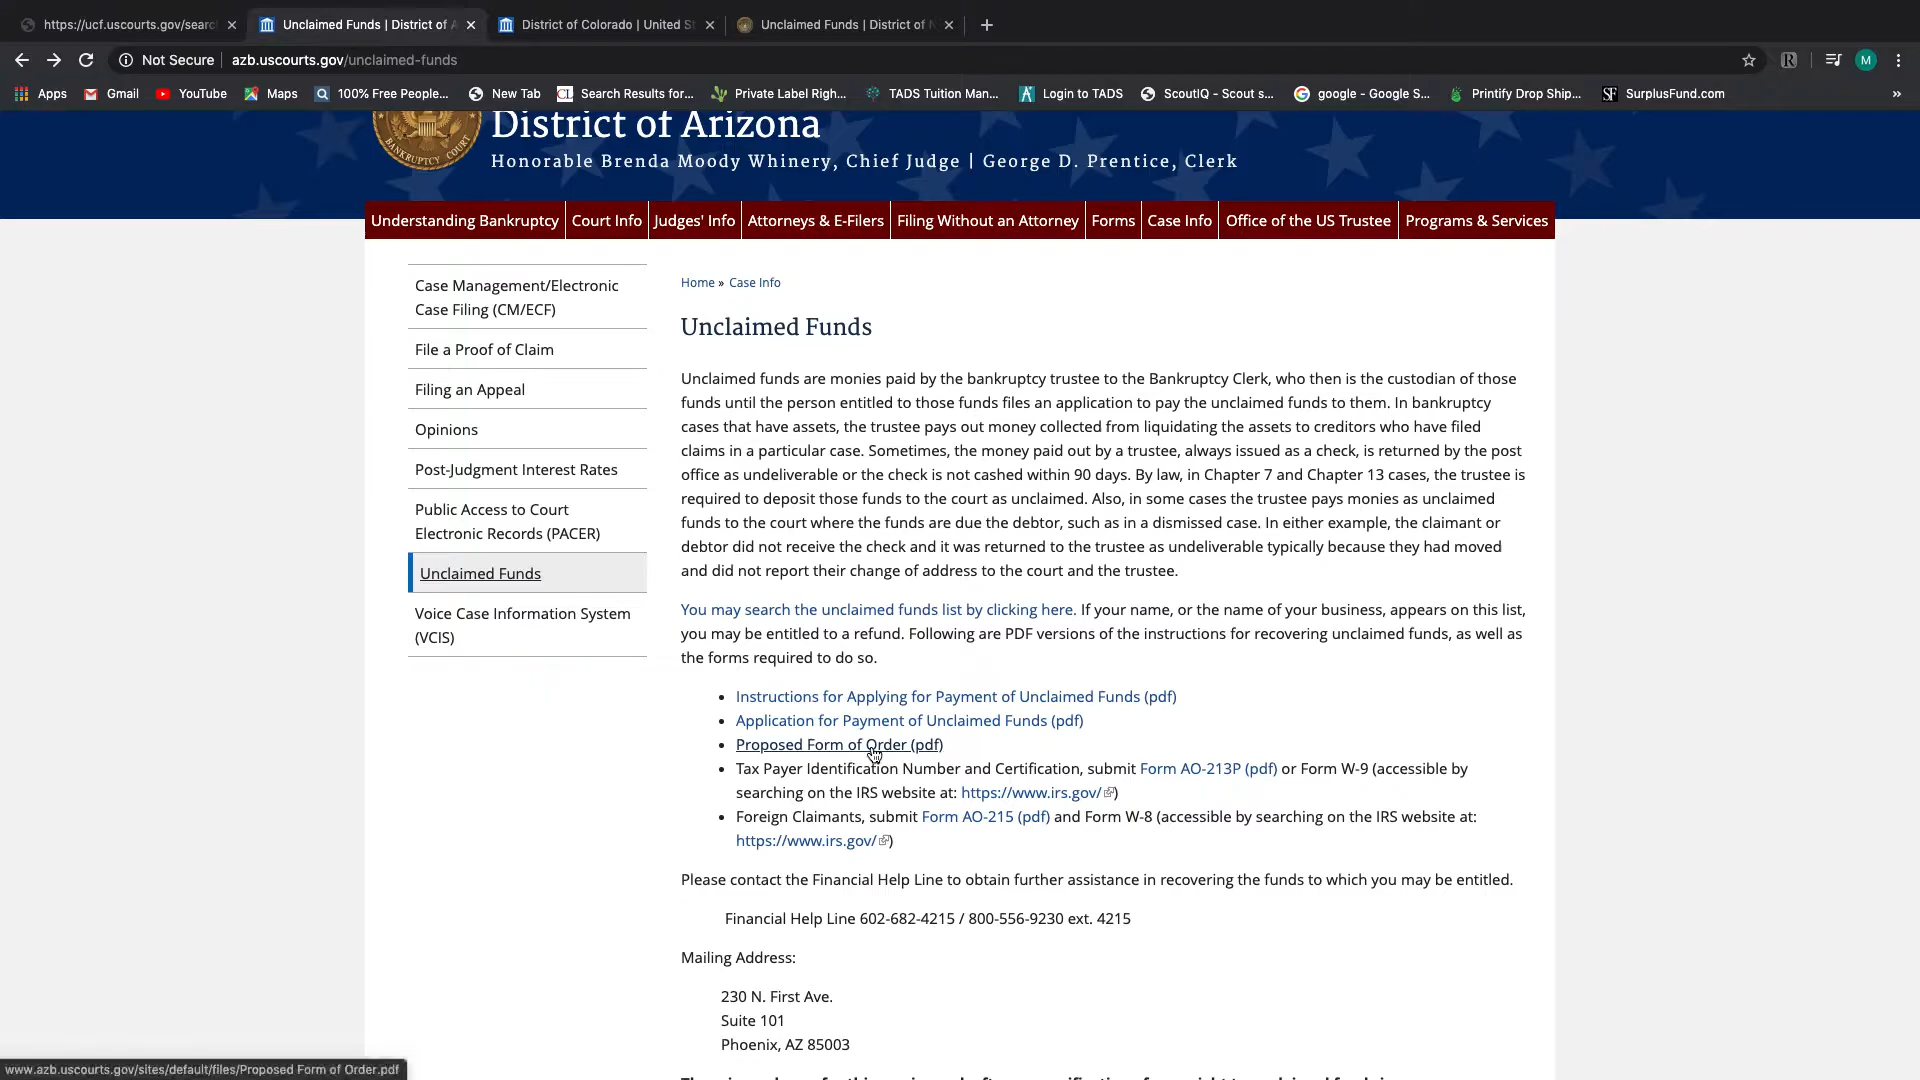 https://ucf.uscourts.gov/searc
Unclaimed Funds | District of A
District of Colorado | United St
Unclaimed Funds | District of N
Not Secure | azb.uscourts.gov/unclaimed-funds
M
Apps
Gmail
YouTube
Maps
100% Free People...
New Tab
CL Search Results for...
Private Label Righ...
TADS Tuition Man...
Login to TADS
ScoutIQ - Scout s...
google - Google S...
Printify Drop Ship...
SF SurplusFund.com
»
BANKRUPTCY COURT
District of Arizona
Honorable Brenda Moody Whinery, Chief Judge | George D. Prentice, Clerk
Understanding Bankruptcy
Court Info
Judges' Info
Attorneys & E-Filers
Filing Without an Attorney
Forms
Case Info
Office of the US Trustee
Programs & Services
Case Management/Electronic
Case Filing (CM/ECF)
File a Proof of Claim
Filing an Appeal
Opinions
Post-Judgment Interest Rates
Public Access to Court
Electronic Records (PACER)
Unclaimed Funds
Voice Case Information System
(VCIS)
Home » Case Info
Unclaimed Funds
Unclaimed funds are monies paid by the bankruptcy trustee to the Bankruptcy Clerk, who then is the custodian of those
funds until the person entitled to those funds files an application to pay the unclaimed funds to them. In bankruptcy
cases that have assets, the trustee pays out money collected from liquidating the assets to creditors who have filed
claims in a particular case. Sometimes, the money paid out by a trustee, always issued as a check, is returned by the post
office as undeliverable or the check is not cashed within 90 days. By law, in Chapter 7 and Chapter 13 cases, the trustee is
required to deposit those funds to the court as unclaimed. Also, in some cases the trustee pays monies as unclaimed
funds to the court where the funds are due the debtor, such as in a dismissed case. In either example, the claimant or
debtor did not receive the check and it was returned to the trustee as undeliverable typically because they had moved
and did not report their change of address to the court and the trustee.
You may search the unclaimed funds list by clicking here. If your name, or the name of your business, appears on this list,
you may be entitled to a refund. Following are PDF versions of the instructions for recovering unclaimed funds, as well as
the forms required to do so.
• Instructions for Applying for Payment of Unclaimed Funds (pdf)
• Application for Payment of Unclaimed Funds (pdf)
• Proposed Form of Order (pdf)
• Tax Payer Identification Number and Certification, submit Form AO-213P (pdf) or Form W-9 (accessible by
searching on the IRS website at: https://www.irs.gov/)
• Foreign Claimants, submit Form AO-215 (pdf) and Form W-8 (accessible by searching on the IRS website at:
https://www.irs.gov/)
Please contact the Financial Help Line to obtain further assistance in recovering the funds to which you may be entitled.
Financial Help Line 602-682-4215 / 800-556-9230 ext. 4215
Mailing Address:
230 N. First Ave.
Suite 101
Phoenix, AZ 85003
www.azb.uscourts.gov/sites/default/files/Proposed Form of Order.pdf